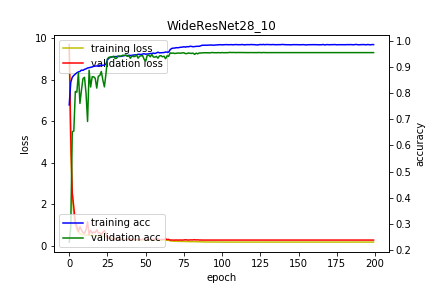 WideResNet28_10
training loss
validation loss
training acc
validation acc
10
8
6
4
2
0
loss
1.0
0.9
0.8
0.7
0.6
0.5
0.4
0.3
0.2
accuracy
0 25 50 75 100 125 150 175 200
epoch